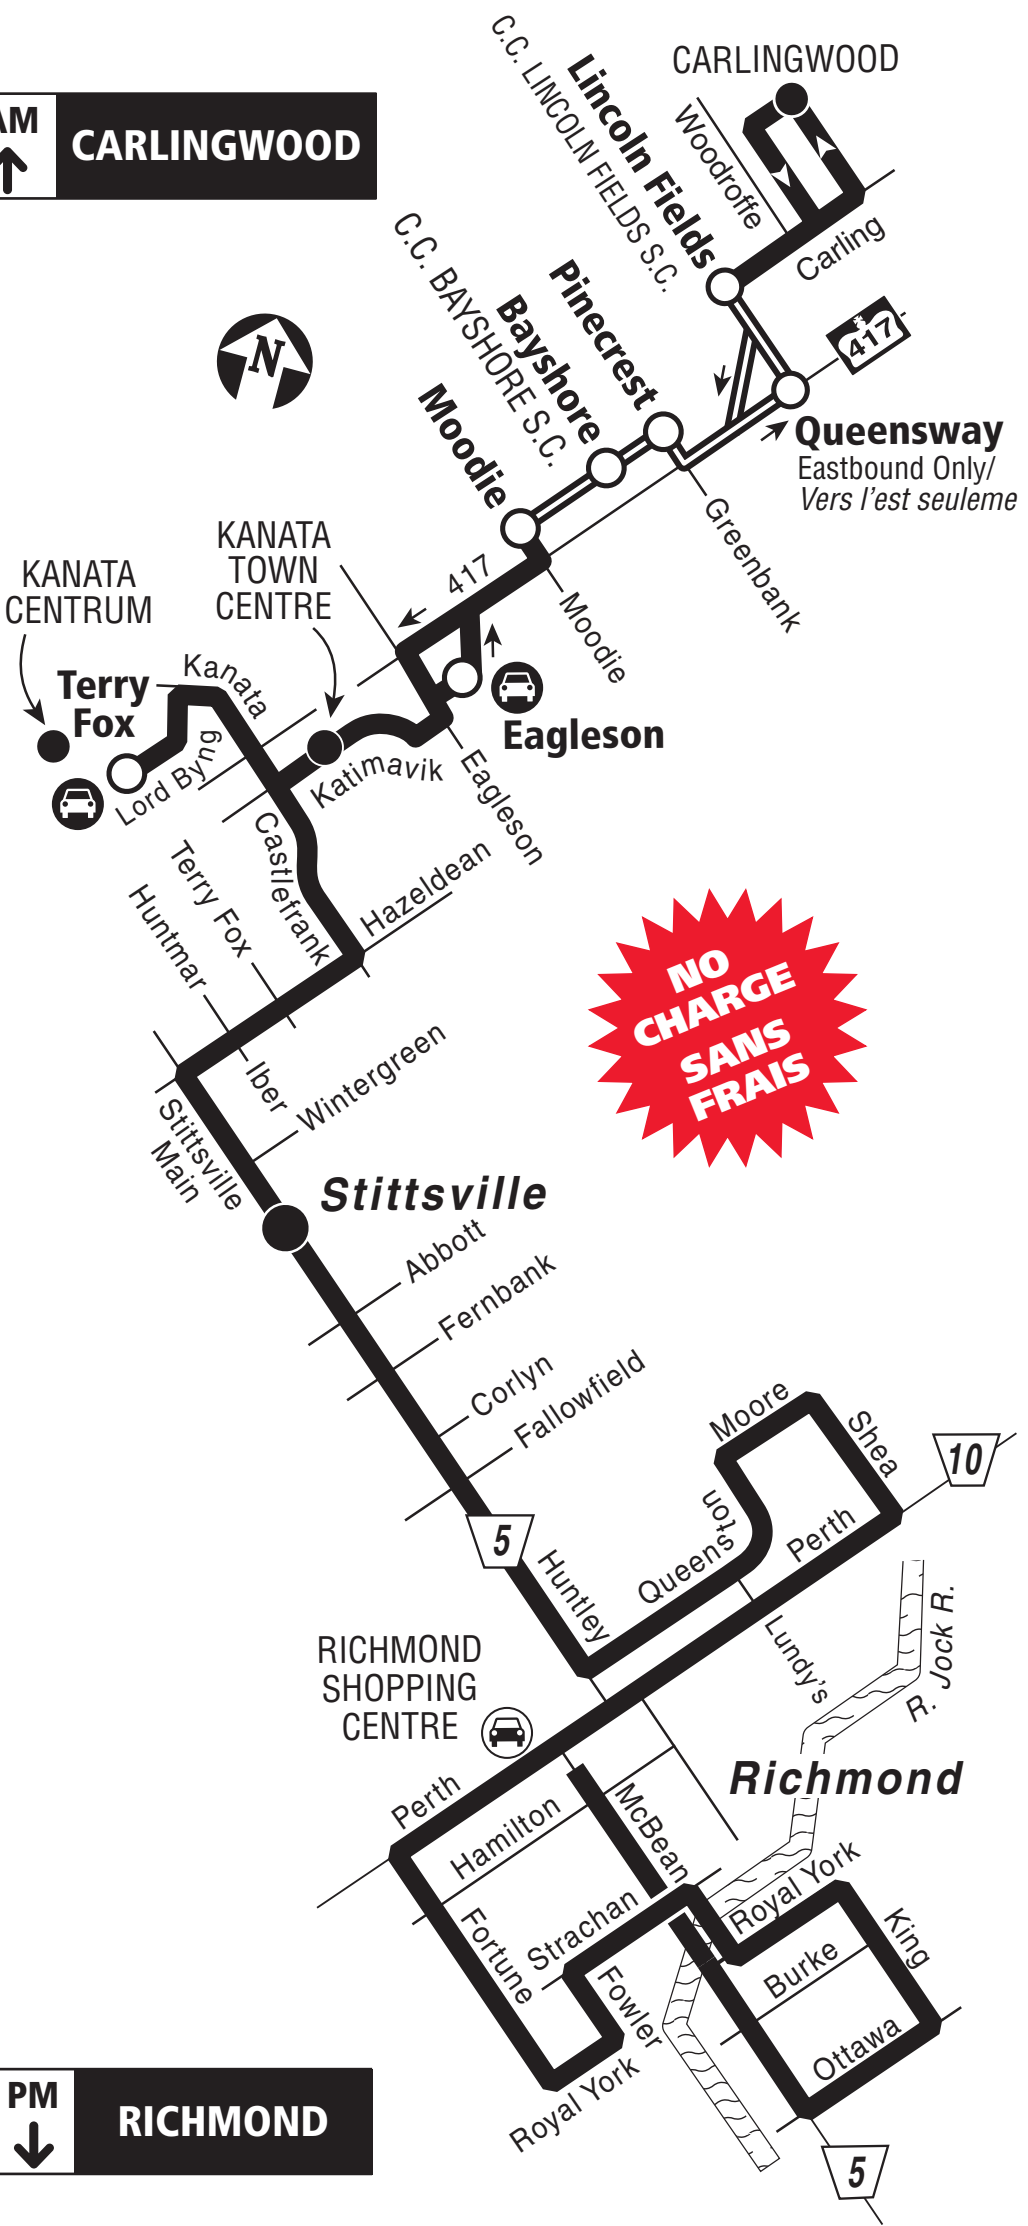 CARLINGWOOD
C.C. LINCOLN FIELDS S.C.
Lincoln Fields
Woodroffe
AM
CARLINGWOOD
Carling
C.C. BAYSHORE S.C.
Pinecrest
Bayshore
417
N
Moodie
Queensway
Eastbound Only/
Vers l'est seuleme
Greenbank
KANATA
TOWN
CENTRE
KANATA
CENTRUM
417
Moodie
Terry
Fox
Kanata
Eagleson
Lord Byng
Katimavik
Eagleson
Castlefrank
Terry Fox
Huntmar
Hazeldean
NO
CHARGE
SANS
FRAIS
Iber
Wintergreen
Stittsville
Main
Stittsville
Abbott
Fernbank
Corlyn
Fallowfield
Moore
Shea
10
5
Queenston
Perth
Huntley
Lundy's
R. Jock R.
RICHMOND
SHOPPING
CENTRE
Richmond
Perth
Hamilton
McBean
Strachan
Royal York
King
Fortune
Fowler
Burke
Ottawa
Royal York
PM
RICHMOND
5